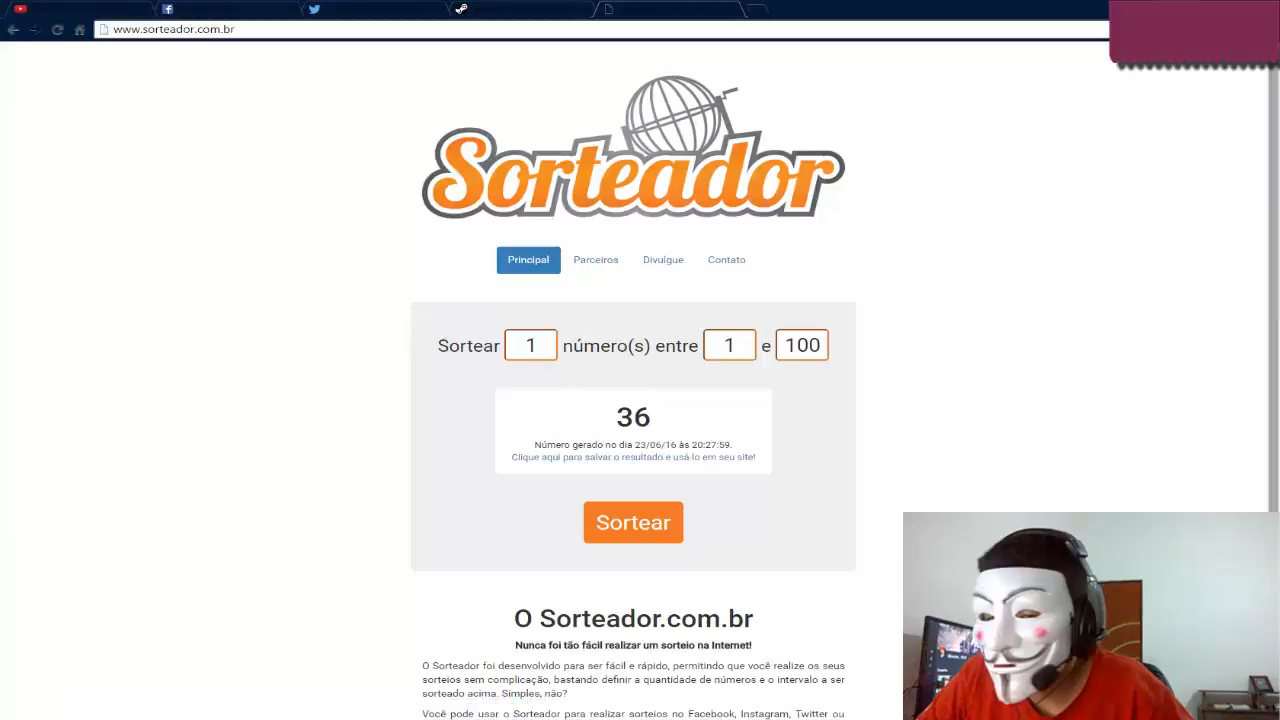 www.sorteador.com.br
Sorteador
Principal Parceiros Divulgue Contato
Sortear 1 número(s) entre 1 e 100
36
Número gerado no dia 23/06/16 às 20:27:59.
Clique aqui para salvar o resultado e usá-lo em seu site!
Sortear
O Sorteador.com.br
Nunca foi tão fácil realizar um sorteio na Internet!
O Sorteador foi desenvolvido para ser fácil e rápido, permitindo que você realize os seus
sorteios sem complicação, bastando definir a quantidade de números e o intervalo a ser
sorteado acima. Simples, não?
Você pode usar o Sorteador para realizar sorteios no Facebook, Instagram, Twitter ou